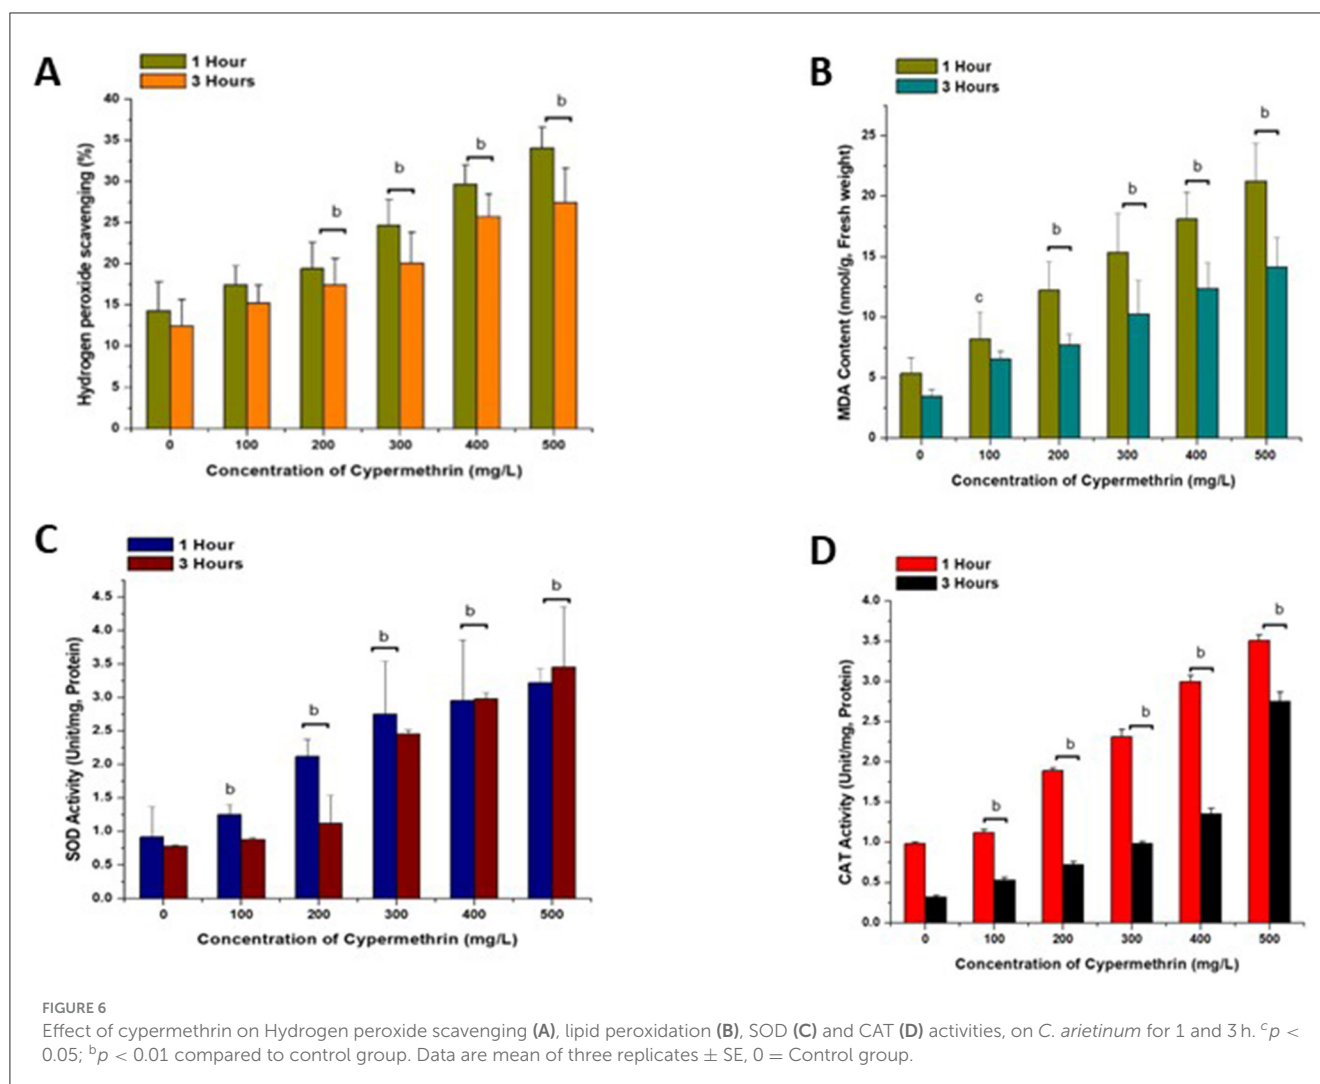 A
1 Hour
3 Hours
Hydrogen peroxide scavenging (%)
40
35
30
25
20
15
10
5
0
b
b
b
b
0 100 200 300 400 500
Concentration of Cypermethrin (mg/L)
B
1 Hour
3 Hours
MDA Content (nmol/g, Fresh weight)
25
20
15
10
5
0
c
b
b
b
b
0 100 200 300 400 500
Concentration of Cypermethrin (mg/L)
C
1 Hour
3 Hours
SOD Activity (Unit/mg, Protein)
4.5
4.0
3.5
3.0
2.5
2.0
1.5
1.0
0.5
0.0
b
b
b
b
b
0 100 200 300 400 500
Concentration of Cypermethrin (mg/L)
D
1 Hour
3 Hours
CAT Activity (Unit/mg, Protein)
4.0
3.5
3.0
2.5
2.0
1.5
1.0
0.5
0.0
b
b
b
b
b
0 100 200 300 400 500
Concentration of Cypermethrin (mg/L)
FIGURE 6
Effect of cypermethrin on Hydrogen peroxide scavenging (A), lipid peroxidation (B), SOD (C) and CAT (D) activities, on C. arietinum for 1 and 3 h. ᶜp <
0.05; ᵇp < 0.01 compared to control group. Data are mean of three replicates ± SE, 0 = Control group.